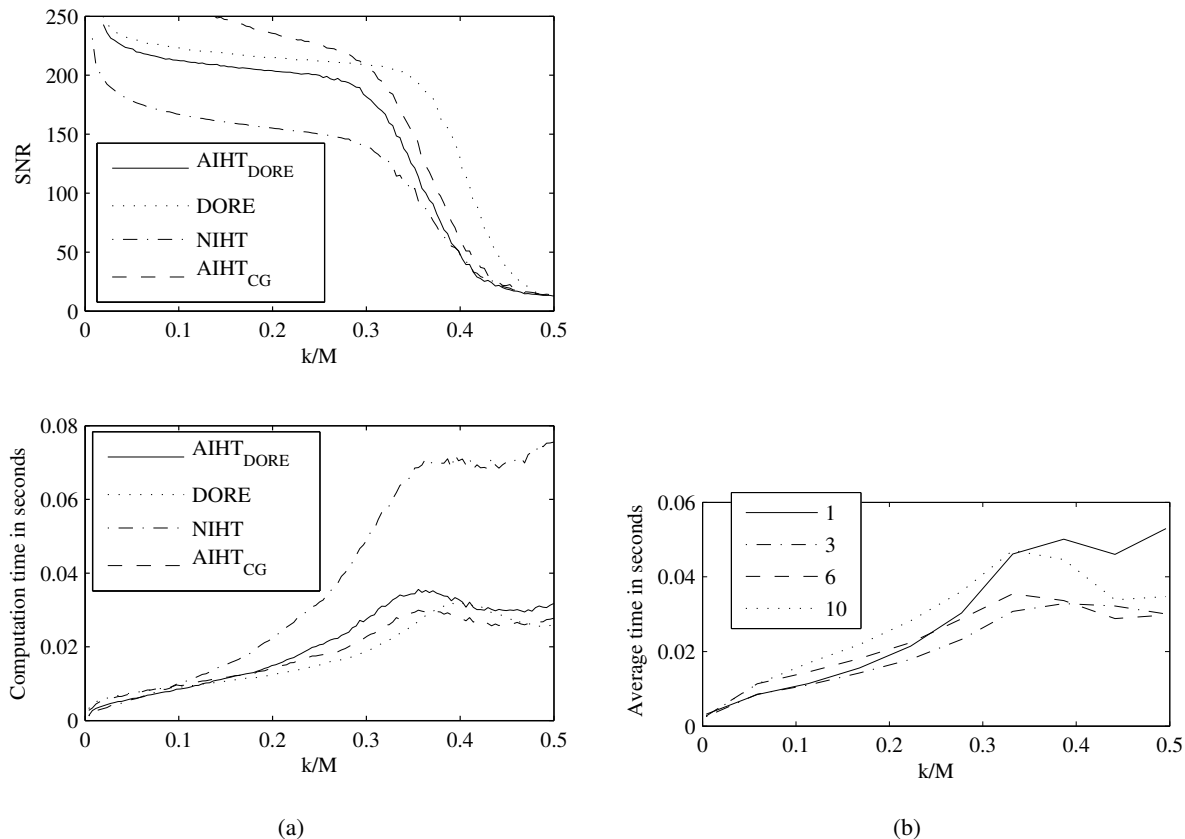 250
200
150
100
50
0
SNR
AIHT_DORE
DORE
NIHT
AIHT_CG
0 0.1 0.2 0.3 0.4 0.5
k/M
0.08
0.06
0.04
0.02
0
Computation time in seconds
AIHT_DORE
DORE
NIHT
AIHT_CG
0 0.1 0.2 0.3 0.4 0.5
k/M
(a)
0.06
0.04
0.02
0
Average time in seconds
1
3
6
10
0 0.1 0.2 0.3 0.4 0.5
k/M
(b)